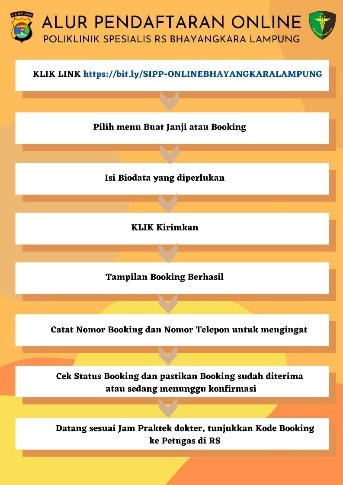 ALUR PENDAFTARAN ONLINE
POLIKLINIK SPESIALIS RS BHAYANGKARA LAMPUNG
KLIK LINK https://bit.ly/SIPP-ONLINEBHAYANGKARALAMPUNG
Pilih menu Buat Janji atau Booking
Isi Biodata yang diperlukan
KLIK Kirimkan
Tampilan Booking Berhasil
Catat Nomor Booking dan Nomor Telepon untuk mengingat
Cek Status Booking dan pastikan Booking sudah diterima
atau sedang menunggu konfirmasi
Datang sesuai Jam Praktek dokter, tunjukkan Kode Booking
ke Petugas di RS